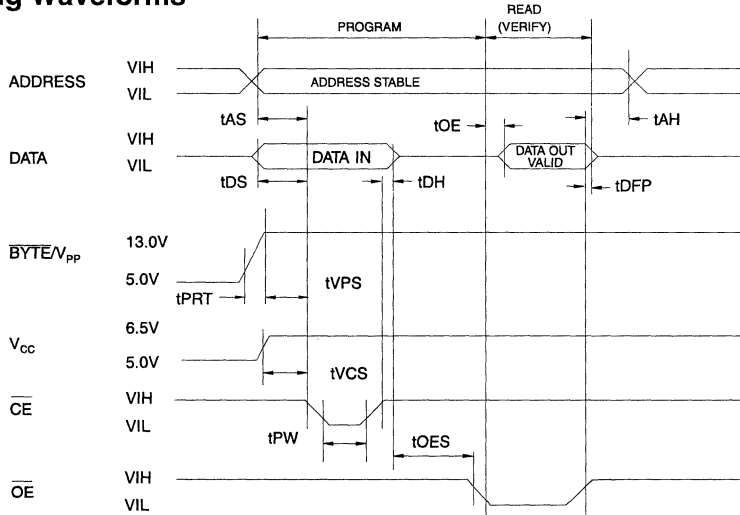 ng Waveforms
READ
PROGRAM (VERIFY)
ADDRESS VIH VIL ADDRESS STABLE
tAS tOE tAH
DATA VIH VIL DATA IN DATA OUT VALID
tDS tDH tDFP
BYTE/VPP 13.0V 5.0V
tPRT tVPS
VCC 6.5V 5.0V
tVCS
CE VIH VIL
tPW tOES
OE VIH VIL